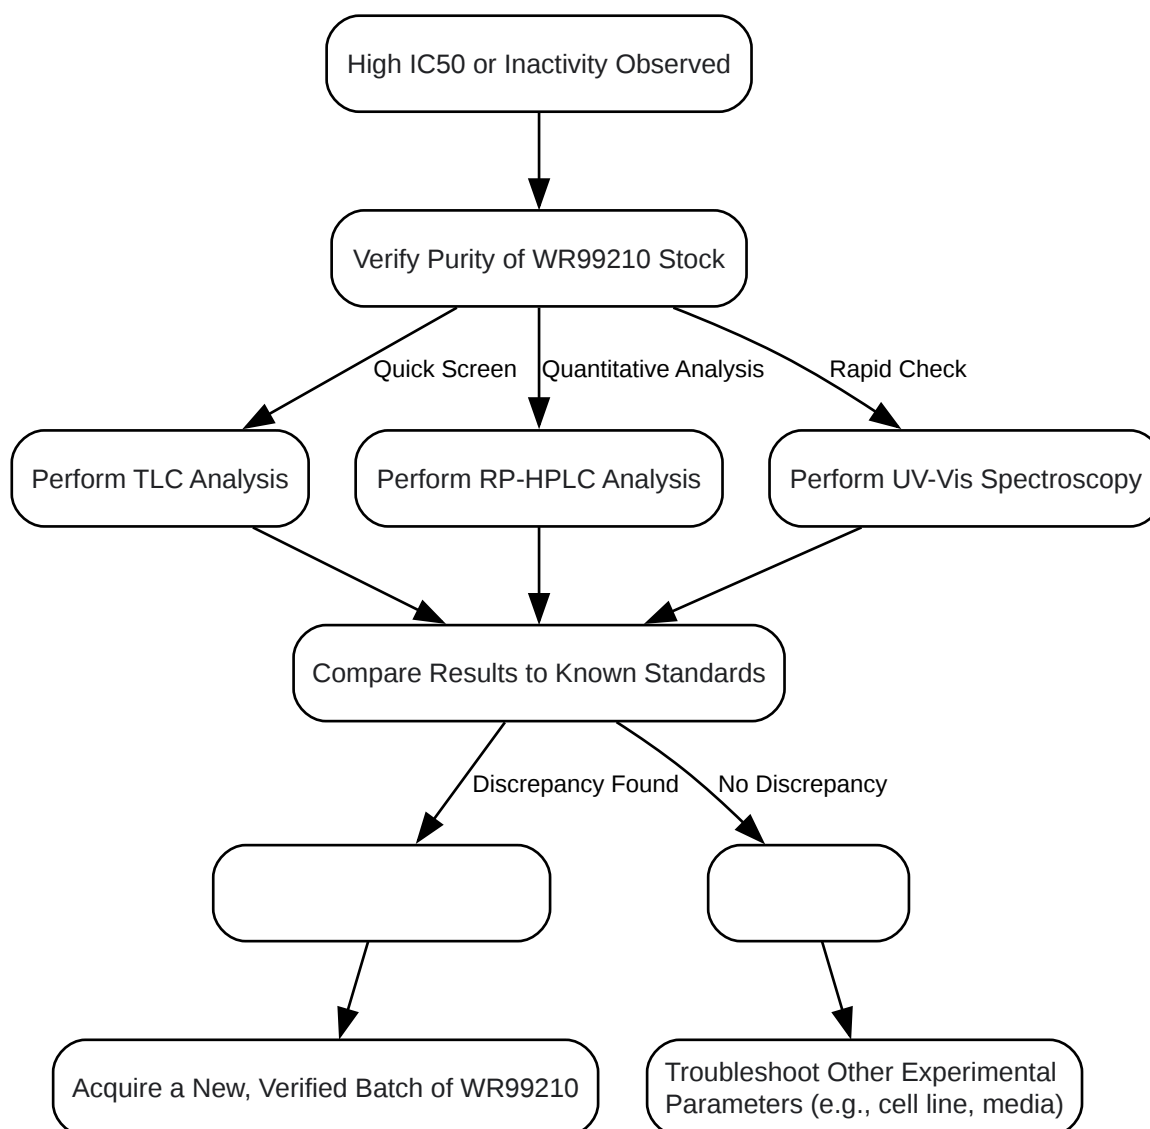 High IC50 or Inactivity Observed
Verify Purity of WR99210 Stock
Quick Screen
Quantitative Analysis
Rapid Check
Perform TLC Analysis
Perform RP-HPLC Analysis
Perform UV-Vis Spectroscopy
Compare Results to Known Standards
Discrepancy Found
No Discrepancy
Acquire a New, Verified Batch of WR99210
Troubleshoot Other Experimental
Parameters (e.g., cell line, media)